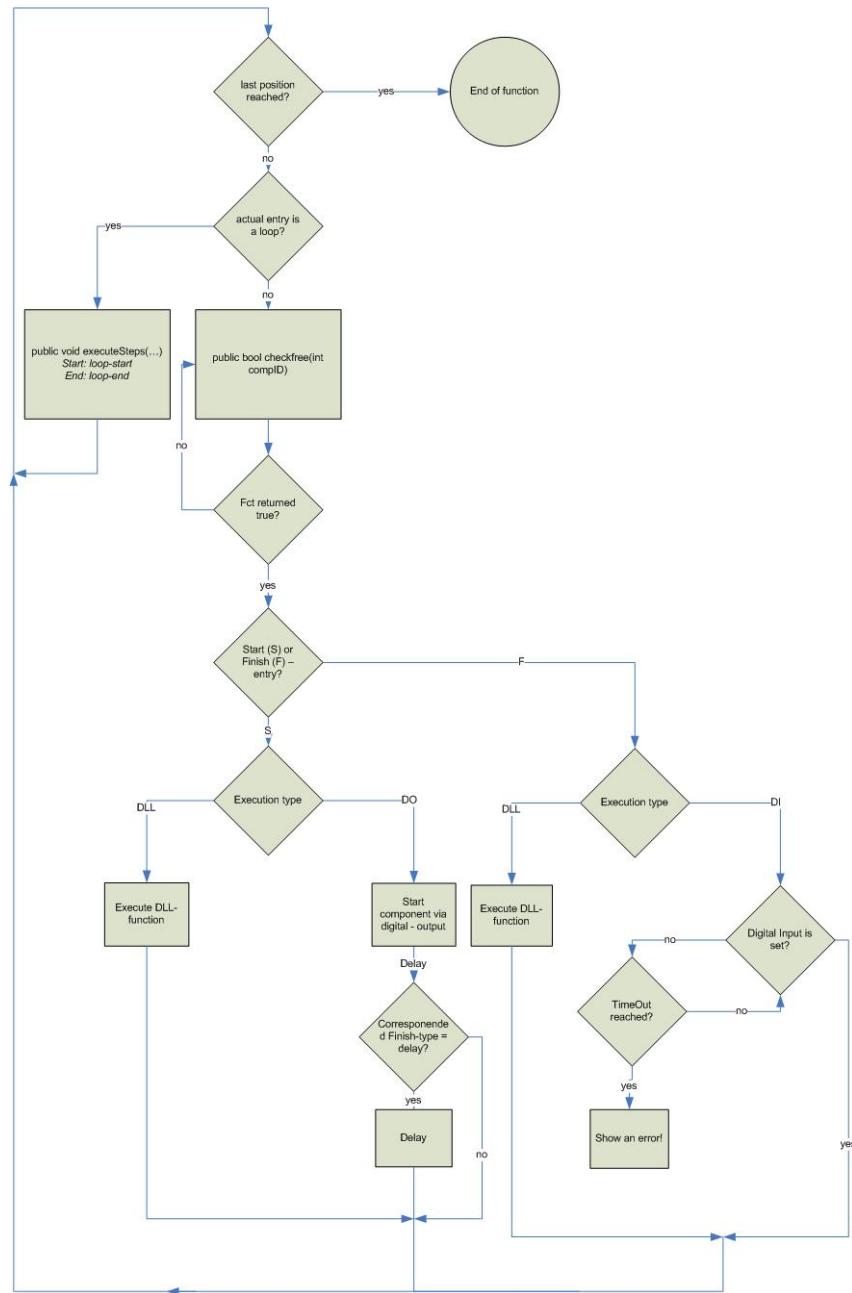 last position
reached?
yes
End of function
no
actual entry is
a loop?
yes
no
public void executeSteps(...)
Start: loop-start
End: loop-end
public bool checkfree(int
compID)
no
Fct returned
true?
yes
Start (S) or
Finish (F) –
entry?
F
S
Execution type
DLL
DO
Execution type
DLL
DI
Execute DLL-
function
Start
component via
digital - output
Execute DLL-
function
Digital Input is
set?
no
Delay
TimeOut
reached?
no
Corresponende
d Finish-type =
delay?
yes
no
yes
Delay
Show an error!
yes